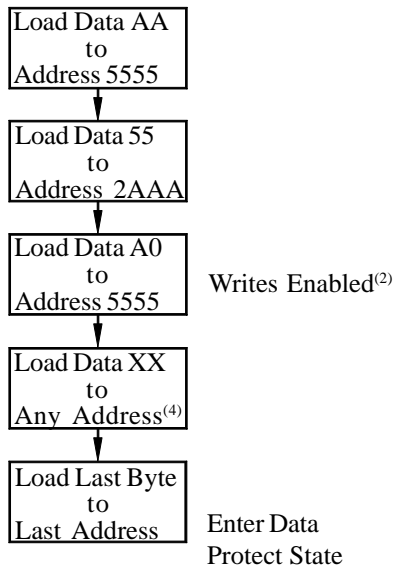 Load Data AA
to
Address 5555
Load Data 55
to
Address 2AAA
Load Data A0
to
Address 5555
Writes Enabled(2)
Load Data XX
to
Any Address(4)
Load Last Byte
to
Last Address
Enter Data
Protect State